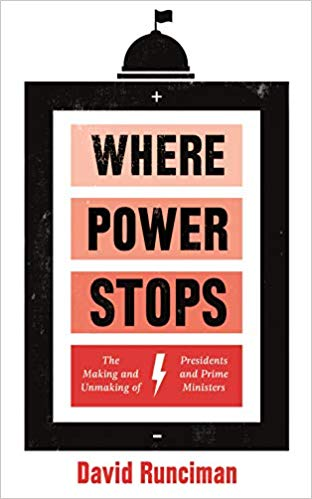 +
WHERE
POWER
STOPS
The
Making and
Unmaking of
Presidents
and Prime
Ministers
-
David Runciman